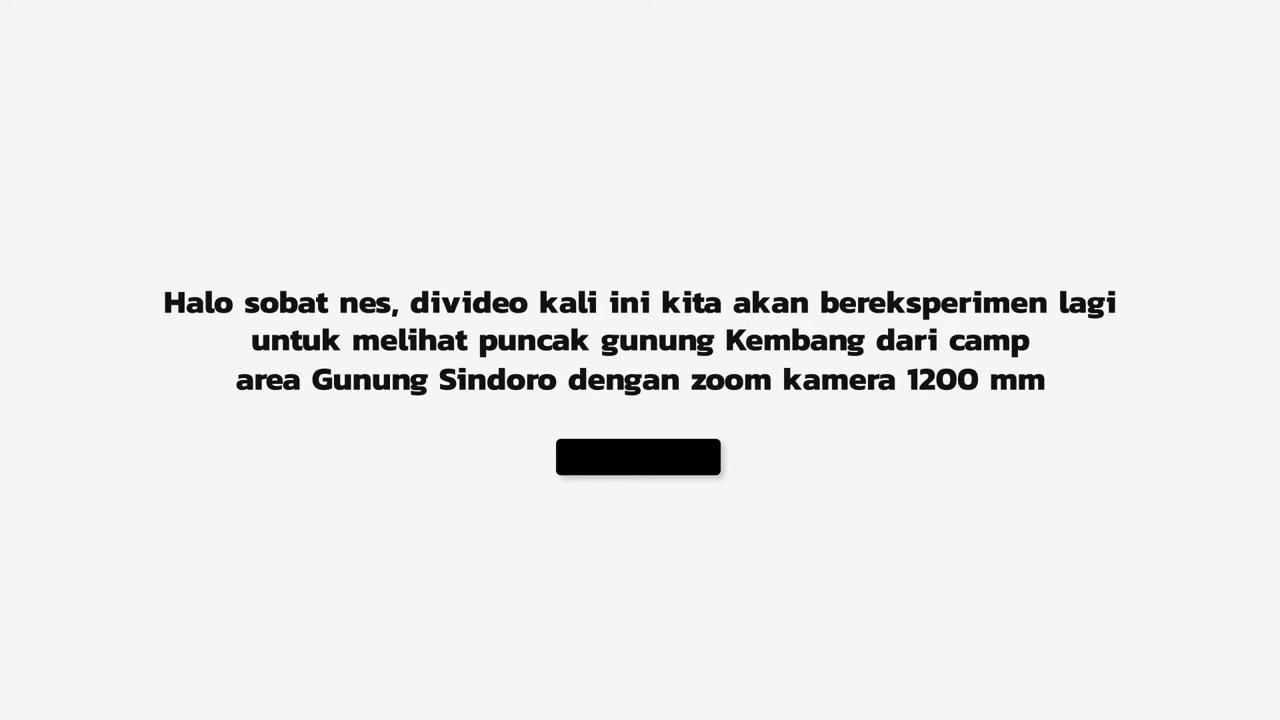 Halo sobat nes, divideo kali ini kita akan bereksperimen lagi
untuk melihat puncak gunung Kembang dari camp
area Gunung Sindoro dengan zoom kamera 1200 mm